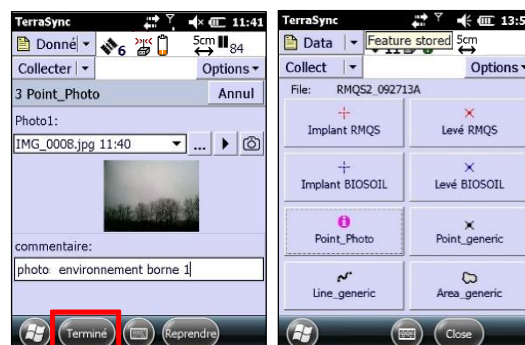 TerraSync 11:41
Donné 6 5cm 84
Collecter Options
3 Point_Photo Annul
Photo1:
IMG_0008.jpg 11:40 ...
commentaire:
photo environnement borne 1
Terminé Reprendre
TerraSync 13:5
Data Feature stored 5cm
Collect Options
File: RMQS2_092713A
Implant RMQS Levé RMQS
Implant BIOSOIL Levé BIOSOIL
Point_Photo Point_generic
Line_generic Area_generic
Close